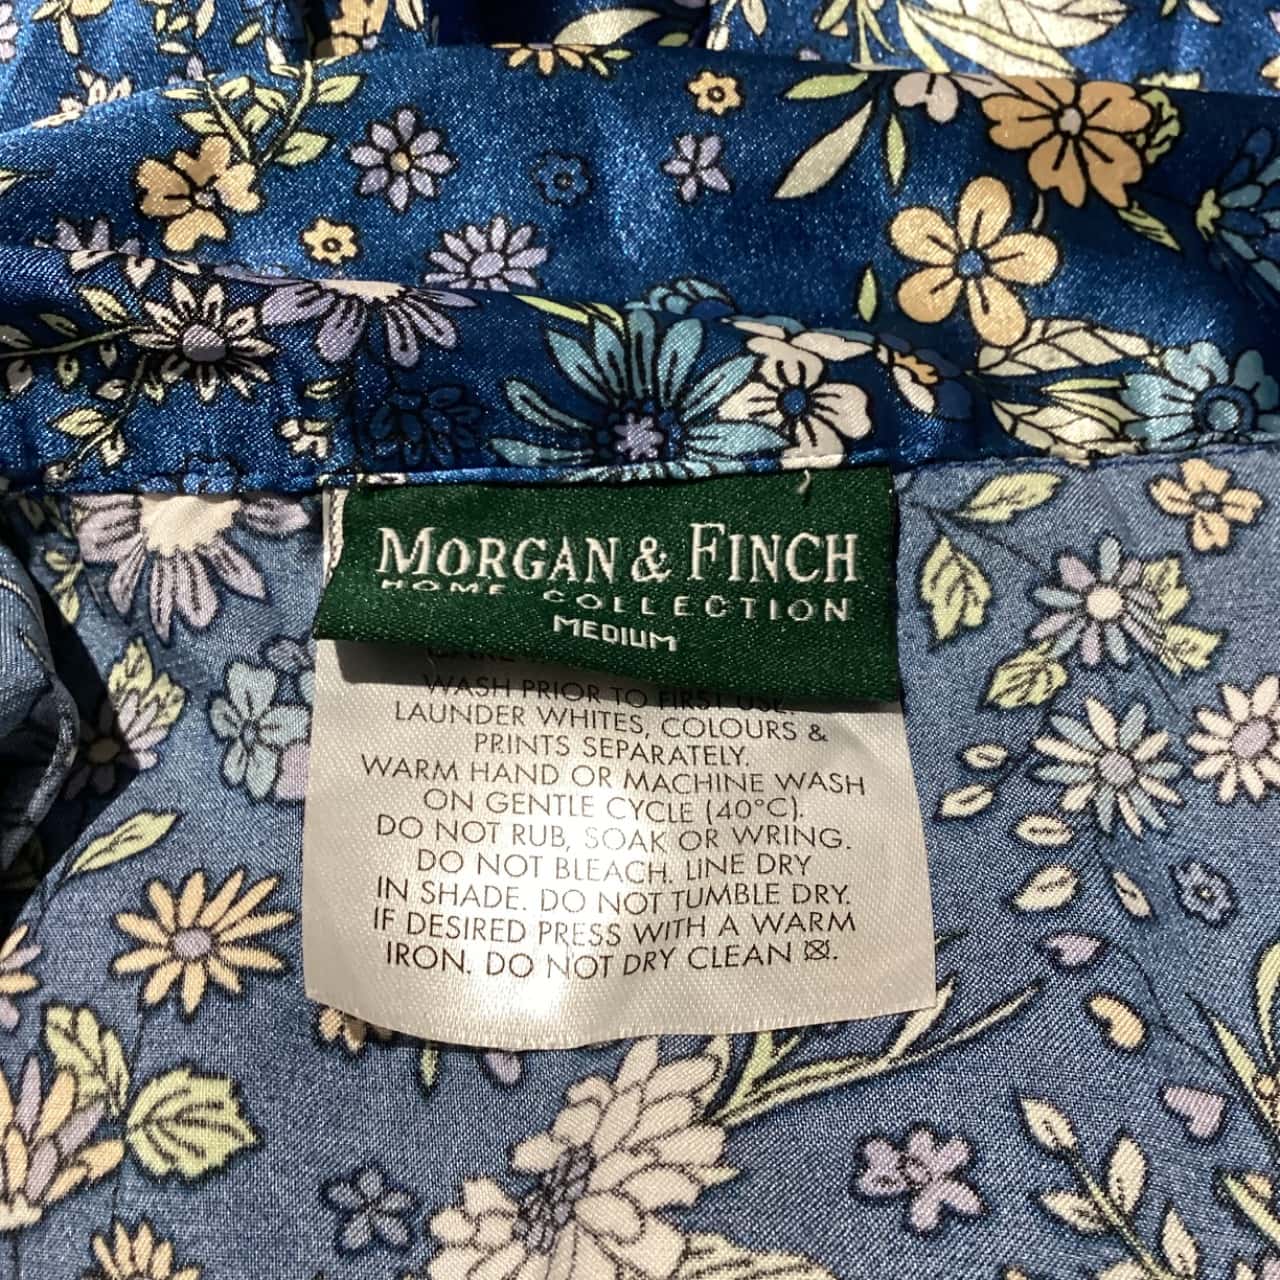 MORGAN & FINCH
HOME COLLECTION
MEDIUM
WASH PRIOR TO FIRST USE.
LAUNDER WHITES, COLOURS &
PRINTS SEPARATELY.
WARM HAND OR MACHINE WASH
ON GENTLE CYCLE (40°C).
DO NOT RUB, SOAK OR WRING.
DO NOT BLEACH. LINE DRY
IN SHADE. DO NOT TUMBLE DRY.
IF DESIRED PRESS WITH A WARM
IRON. DO NOT DRY CLEAN